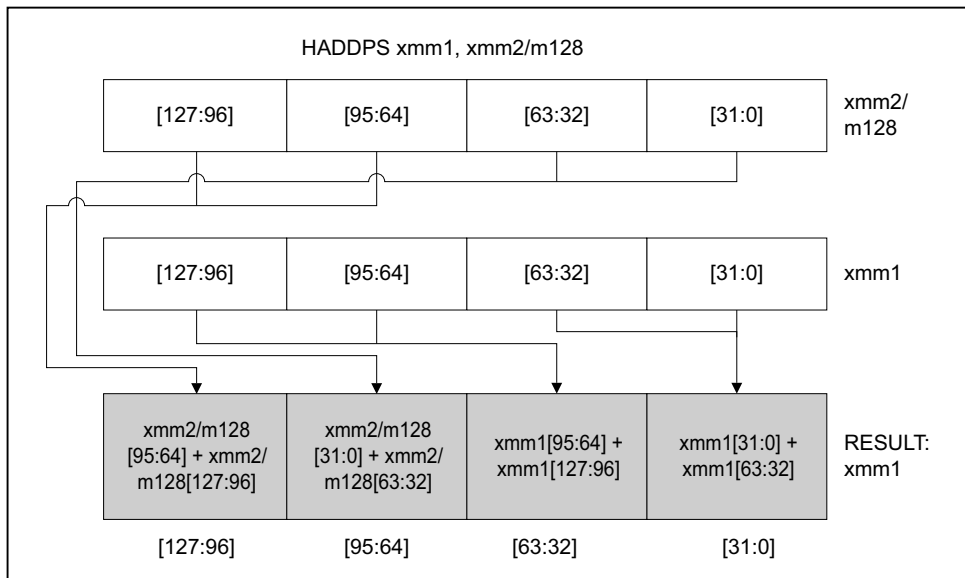 HADDPS xmm1, xmm2/m128
[127:96] [95:64] [63:32] [31:0]
xmm2/
m128
[127:96] [95:64] [63:32] [31:0]
xmm1
xmm2/m128
[95:64] + xmm2/
m128[127:96]
xmm2/m128
[31:0] + xmm2/
m128[63:32]
xmm1[95:64] +
xmm1[127:96]
xmm1[31:0] +
xmm1[63:32]
RESULT:
xmm1
[127:96] [95:64] [63:32] [31:0]